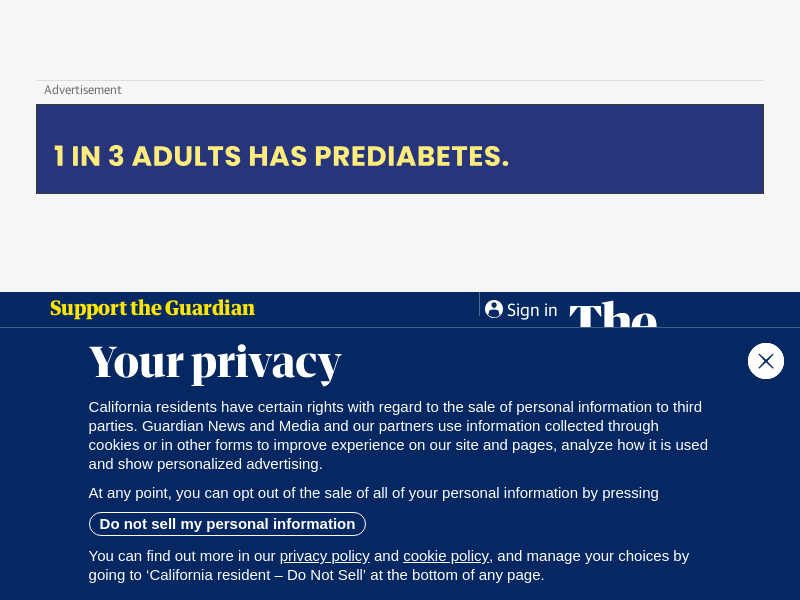 Advertisement
1 IN 3 ADULTS HAS PREDIABETES.
Support the Guardian
Sign in
The
Your privacy
California residents have certain rights with regard to the sale of personal information to third
parties. Guardian News and Media and our partners use information collected through
cookies or in other forms to improve experience on our site and pages, analyze how it is used
and show personalized advertising.
At any point, you can opt out of the sale of all of your personal information by pressing
Do not sell my personal information
You can find out more in our privacy policy and cookie policy, and manage your choices by
going to ‘California resident – Do Not Sell’ at the bottom of any page.